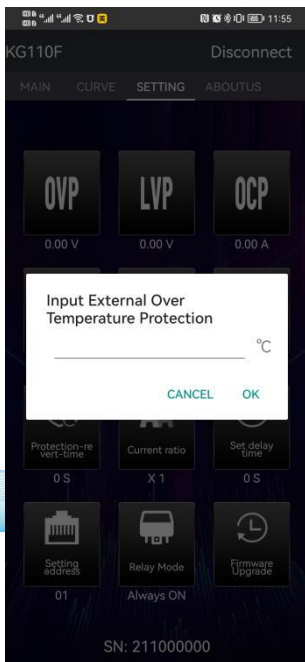 11:55
KG110F
Disconnect
MAIN CURVE SETTING ABOUTUS
OVP LVP OCP
0.00 V 0.00 V 0.00 A
Input External Over
Temperature Protection
°C
CANCEL OK
Protection-re
vert-time
Current ratio
Set delay
time
0 S X 1 0 S
Setting
address
Relay Mode
Firmware
Upgrade
01 Always ON
SN: 211000000